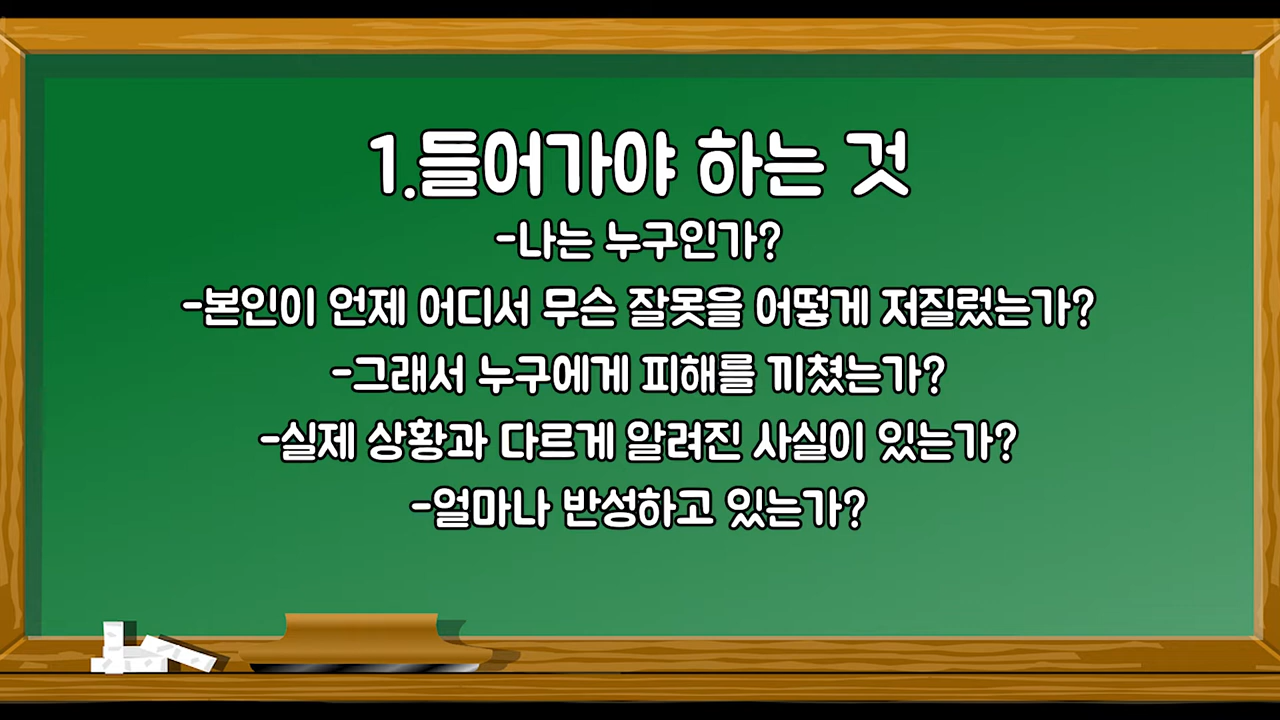 1.들어가야 하는 것
-나는 누구인가?
-본인이 언제 어디서 무슨 잘못을 어떻게 저질렀는가?
-그래서 누구에게 피해를 끼쳤는가?
-실제 상황과 다르게 알려진 사실이 있는가?
-얼마나 반성하고 있는가?